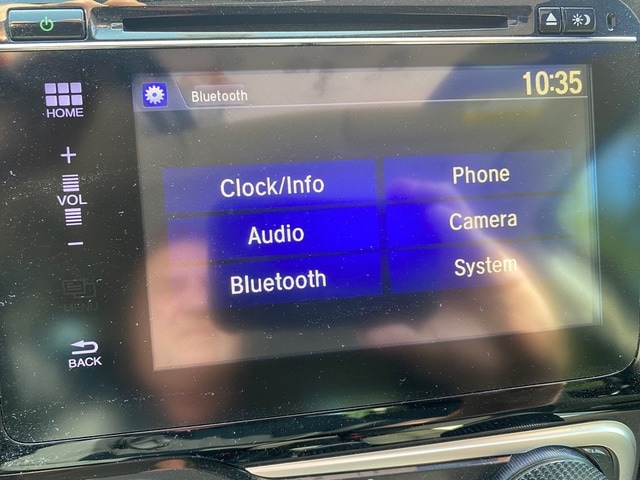 HOME
Bluetooth
10:35
+
VOL
−
Clock/Info
Phone
Audio
Camera
Bluetooth
System
BACK